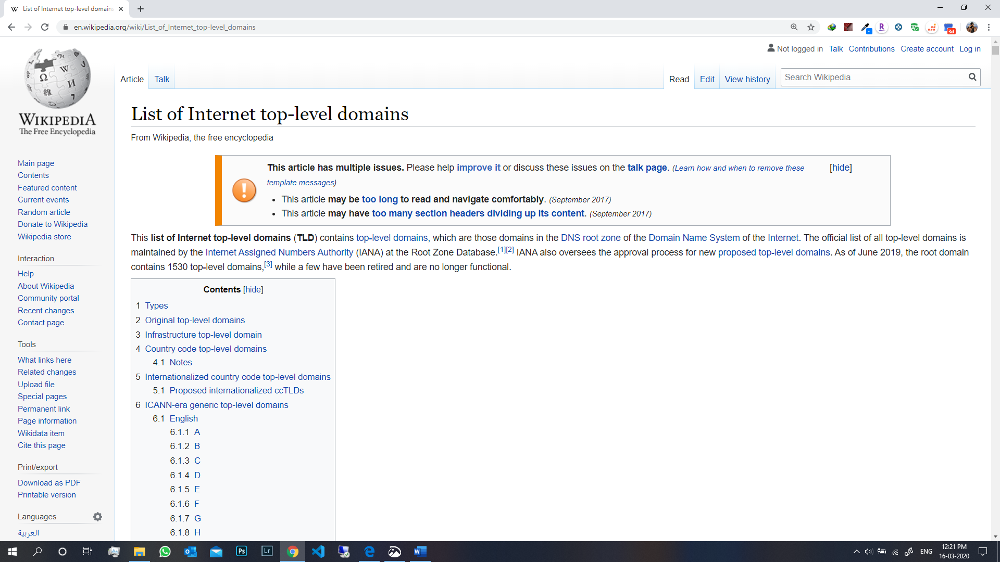 List of Internet top-level domains
en.wikipedia.org/wiki/List_of_Internet_top-level_domains
R
3d
Not logged in Talk Contributions Create account Log in
WIKIPEDIA
The Free Encyclopedia
Article Talk
Read Edit View history Search Wikipedia
List of Internet top-level domains
From Wikipedia, the free encyclopedia
This article has multiple issues. Please help improve it or discuss these issues on the talk page. (Learn how and when to remove these [hide]
template messages)
• This article may be too long to read and navigate comfortably. (September 2017)
• This article may have too many section headers dividing up its content. (September 2017)
This list of Internet top-level domains (TLD) contains top-level domains, which are those domains in the DNS root zone of the Domain Name System of the Internet. The official list of all top-level domains is
maintained by the Internet Assigned Numbers Authority (IANA) at the Root Zone Database.[1][2] IANA also oversees the approval process for new proposed top-level domains. As of June 2019, the root domain
contains 1530 top-level domains,[3] while a few have been retired and are no longer functional.
Contents [hide]
1 Types
2 Original top-level domains
3 Infrastructure top-level domain
4 Country code top-level domains
4.1 Notes
5 Internationalized country code top-level domains
5.1 Proposed internationalized ccTLDs
6 ICANN-era generic top-level domains
6.1 English
6.1.1 A
6.1.2 B
6.1.3 C
6.1.4 D
6.1.5 E
6.1.6 F
6.1.7 G
6.1.8 H
Main page
Contents
Featured content
Current events
Random article
Donate to Wikipedia
Wikipedia store
Interaction
Help
About Wikipedia
Community portal
Recent changes
Contact page
Tools
What links here
Related changes
Upload file
Special pages
Permanent link
Page information
Wikidata item
Cite this page
Print/export
Download as PDF
Printable version
Languages
العربية
Ps
Lr
ENG
12:21 PM
16-03-2020